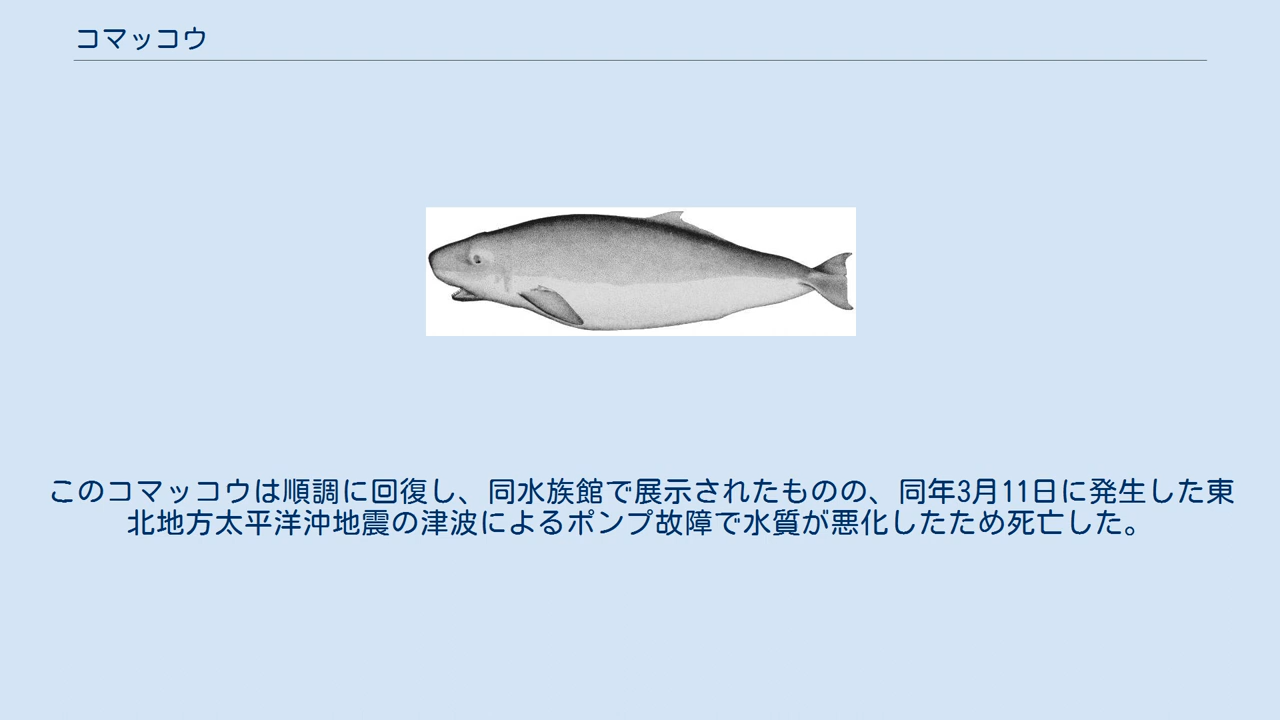 コマッコウ
このコマッコウは順調に回復し、同水族館で展示されたものの、同年3月11日に発生した東
北地方太平洋沖地震の津波によるポンプ故障で水質が悪化したため死亡した。